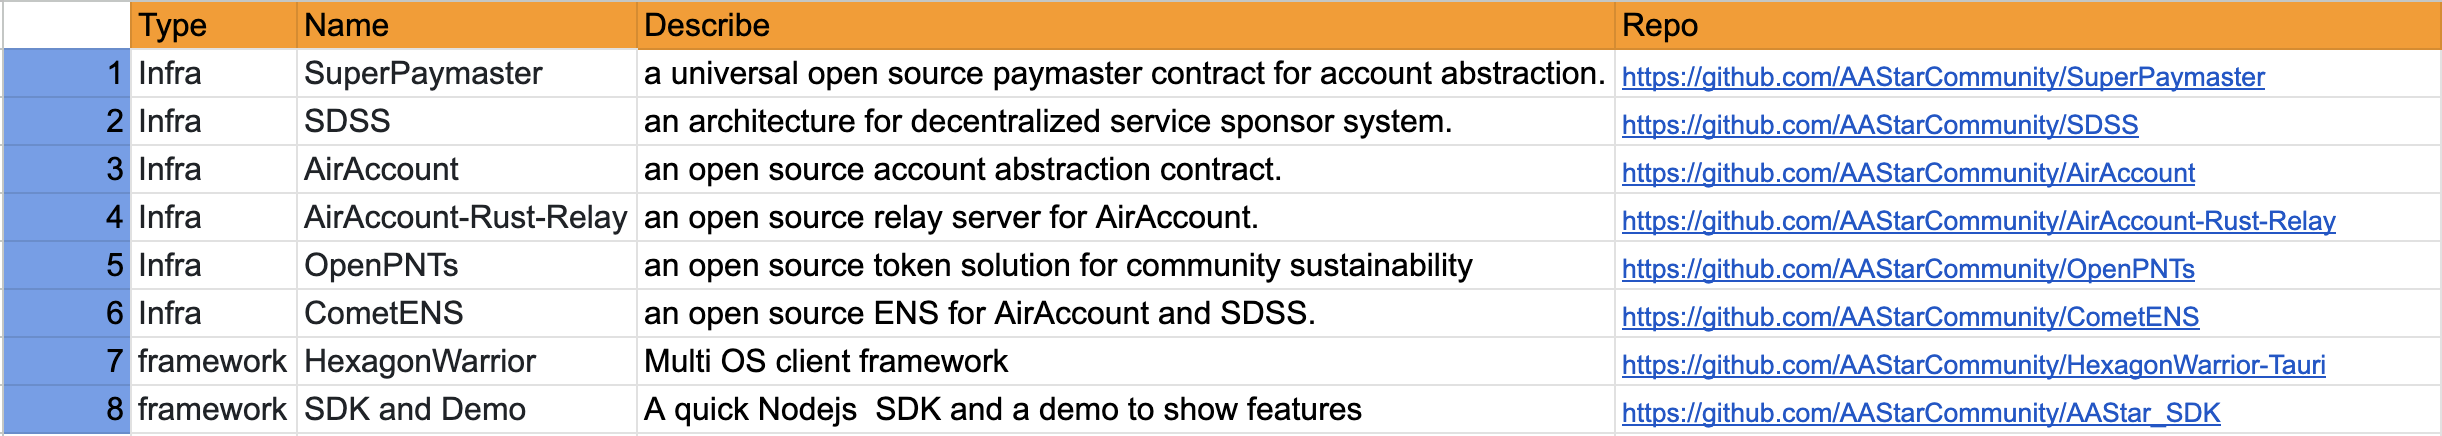 Type Name Describe Repo
1 Infra SuperPaymaster a universal open source paymaster contract for account abstraction. https://github.com/AAStarCommunity/SuperPaymaster
2 Infra SDSS an architecture for decentralized service sponsor system. https://github.com/AAStarCommunity/SDSS
3 Infra AirAccount an open source account abstraction contract. https://github.com/AAStarCommunity/AirAccount
4 Infra AirAccount-Rust-Relay an open source relay server for AirAccount. https://github.com/AAStarCommunity/AirAccount-Rust-Relay
5 Infra OpenPNTs an open source token solution for community sustainability https://github.com/AAStarCommunity/OpenPNTs
6 Infra CometENS an open source ENS for AirAccount and SDSS. https://github.com/AAStarCommunity/CometENS
7 framework HexagonWarrior Multi OS client framework https://github.com/AAStarCommunity/HexagonWarrior-Tauri
8 framework SDK and Demo A quick Nodejs  SDK and a demo to show features https://github.com/AAStarCommunity/AAStar_SDK